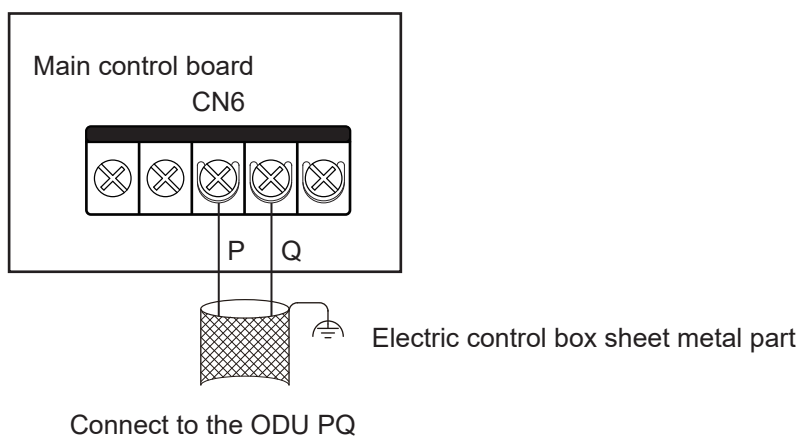 Main control board
CN6
P Q
Electric control box sheet metal part
Connect to the ODU PQ